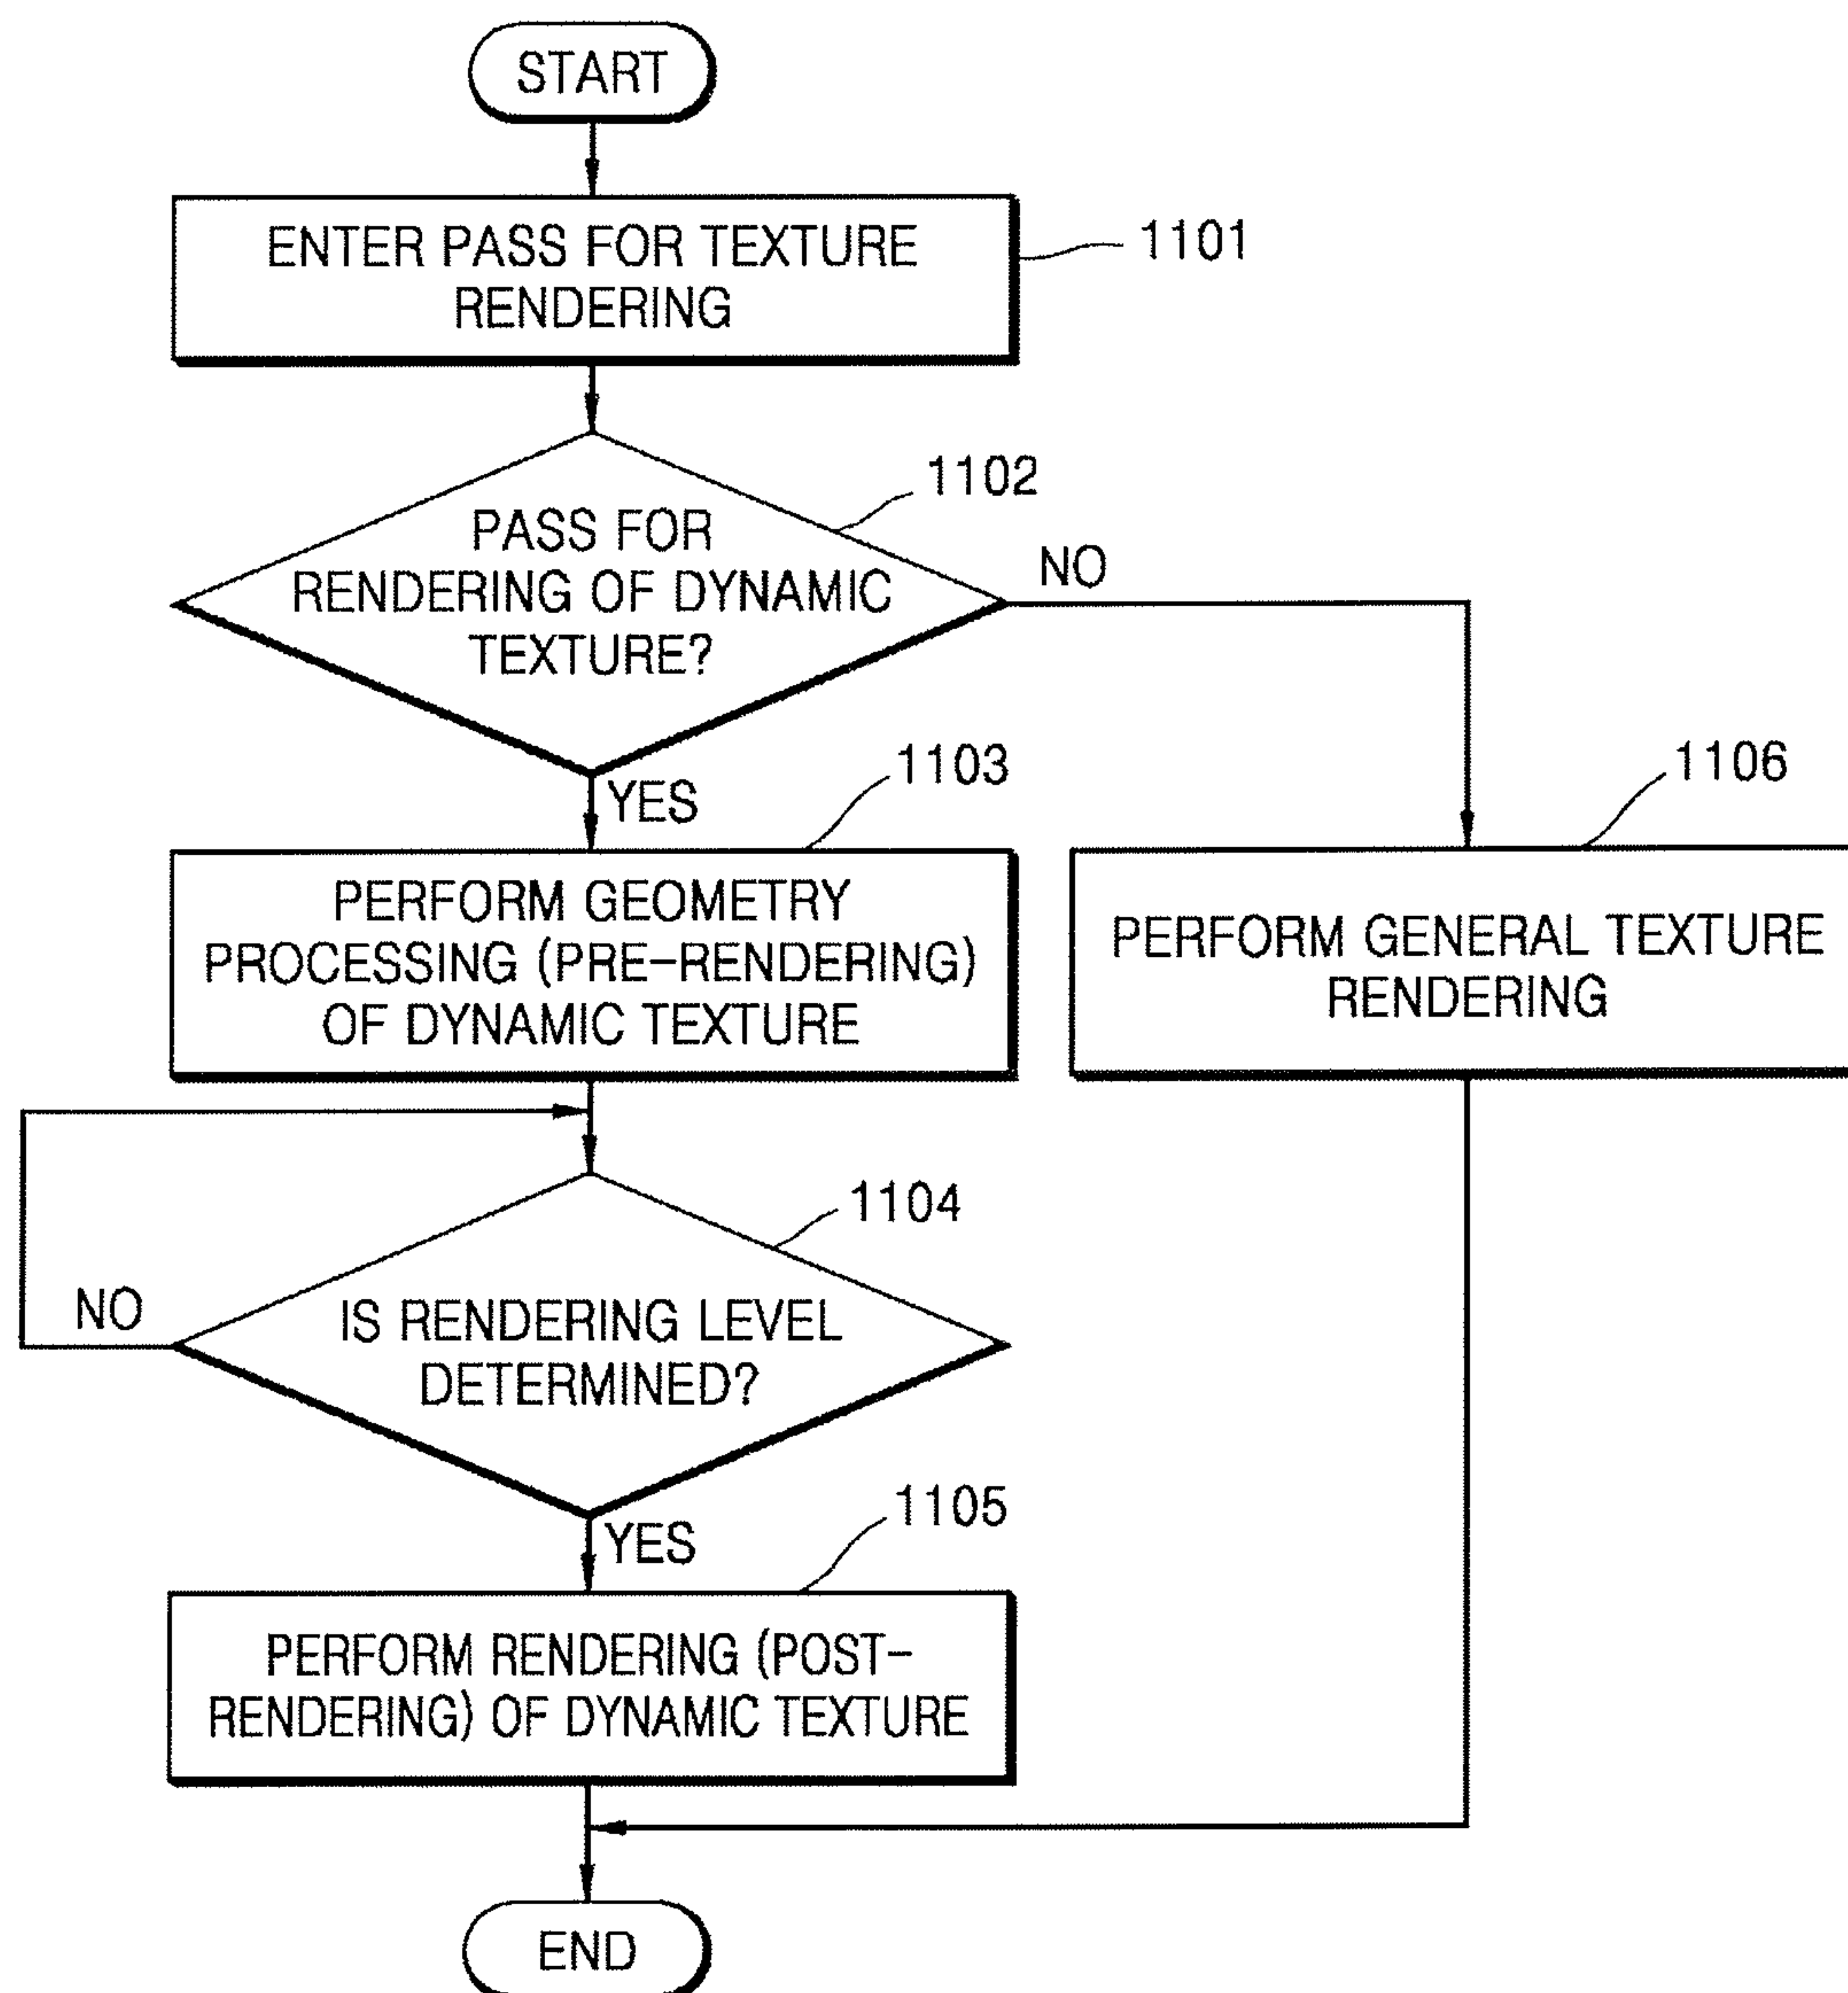 START
ENTER PASS FOR TEXTURE
RENDERING
1101
1102
PASS FOR
RENDERING OF DYNAMIC
TEXTURE?
NO
YES
1103
PERFORM GEOMETRY
PROCESSING (PRE-RENDERING)
OF DYNAMIC TEXTURE
1106
PERFORM GENERAL TEXTURE
RENDERING
1104
NO
IS RENDERING LEVEL
DETERMINED?
YES
1105
PERFORM RENDERING (POST-
RENDERING) OF DYNAMIC TEXTURE
END